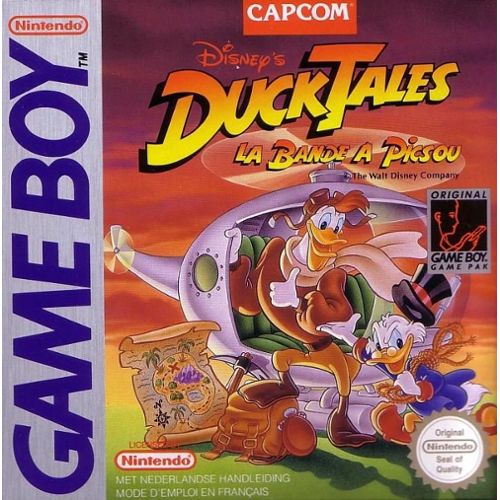 Nintendo
GAME BOY
TM
CAPCOM
DISNEY'S
DUCKTALES
LA BANDE A PICSOU
© The Walt Disney Company
ORIGINAL
GAME BOY
GAME PAK
Original
Nintendo
Seal of
Quality
Nintendo
MET NEDERLANDSE HANDLEIDING
MODE D'EMPLOI EN FRANÇAIS